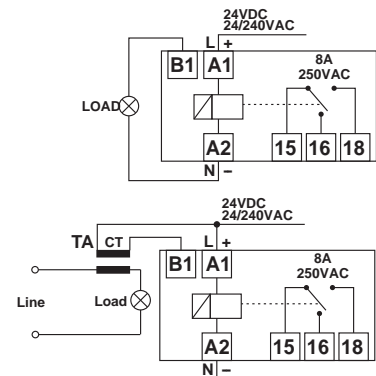 24VDC
24/240VAC
L +
B1 A1
8A
250VAC
LOAD
A2
15 16 18
N –
24VDC
24/240VAC
TA CT
L +
B1 A1
8A
250VAC
Line
Load
A2
15 16 18
N –